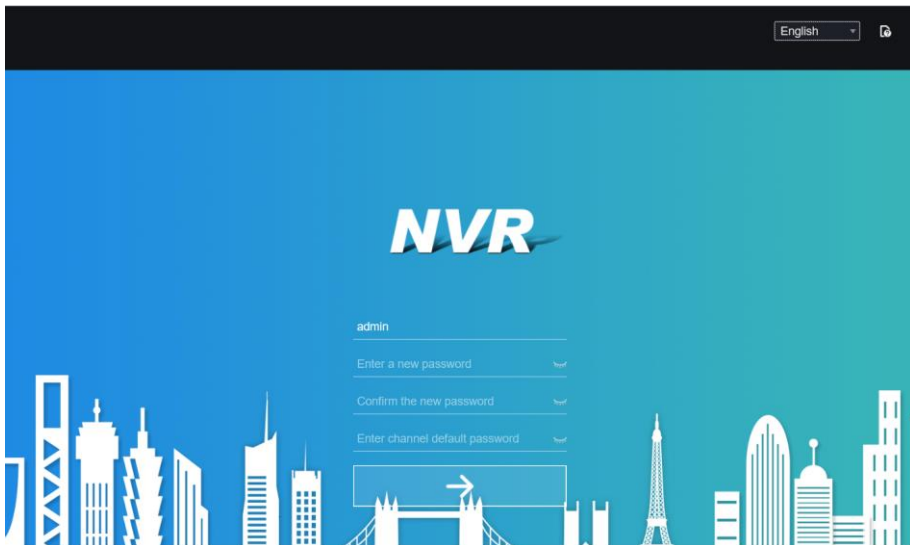 English
NVR
admin
Enter a new password
Confirm the new password
Enter channel default password